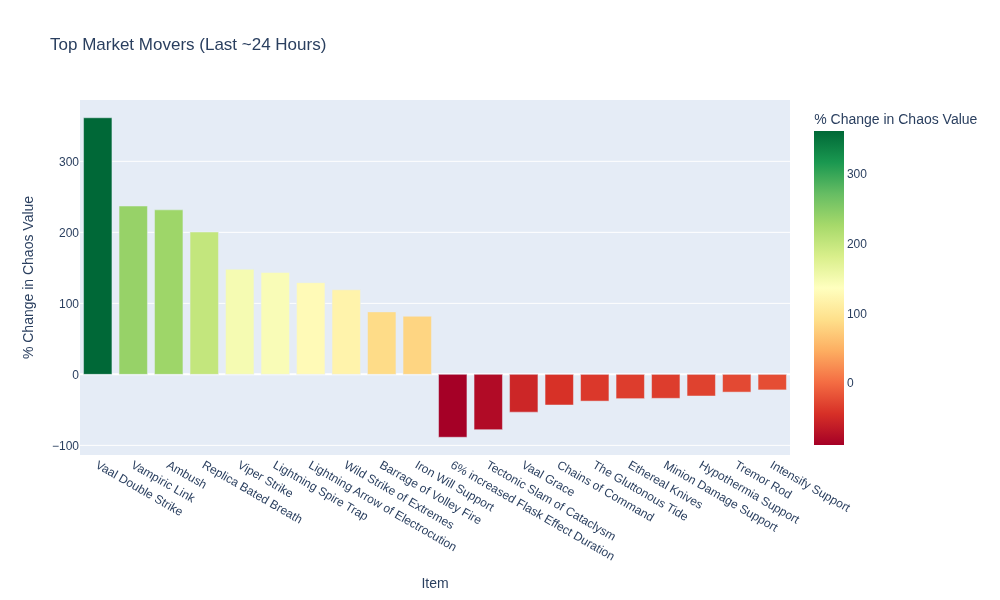 Top Market Movers (Last ~24 Hours)
% Change in Chaos Value
300
200
100
0
−100
% Change in Chaos Value
300
200
100
0
Vaal Double Strike
Vampiric Link
Ambush
Replica Bated Breath
Viper Strike
Lightning Spire Trap
Lightning Arrow of Electrocution
Wild Strike of Extremes
Barrage of Volley Fire
Iron Will Support
6% increased Flask Effect Duration
Tectonic Slam of Cataclysm
Vaal Grace
Chains of Command
The Gluttonous Tide
Ethereal Knives
Minion Damage Support
Hypothermia Support
Tremor Rod
Intensify Support
Item